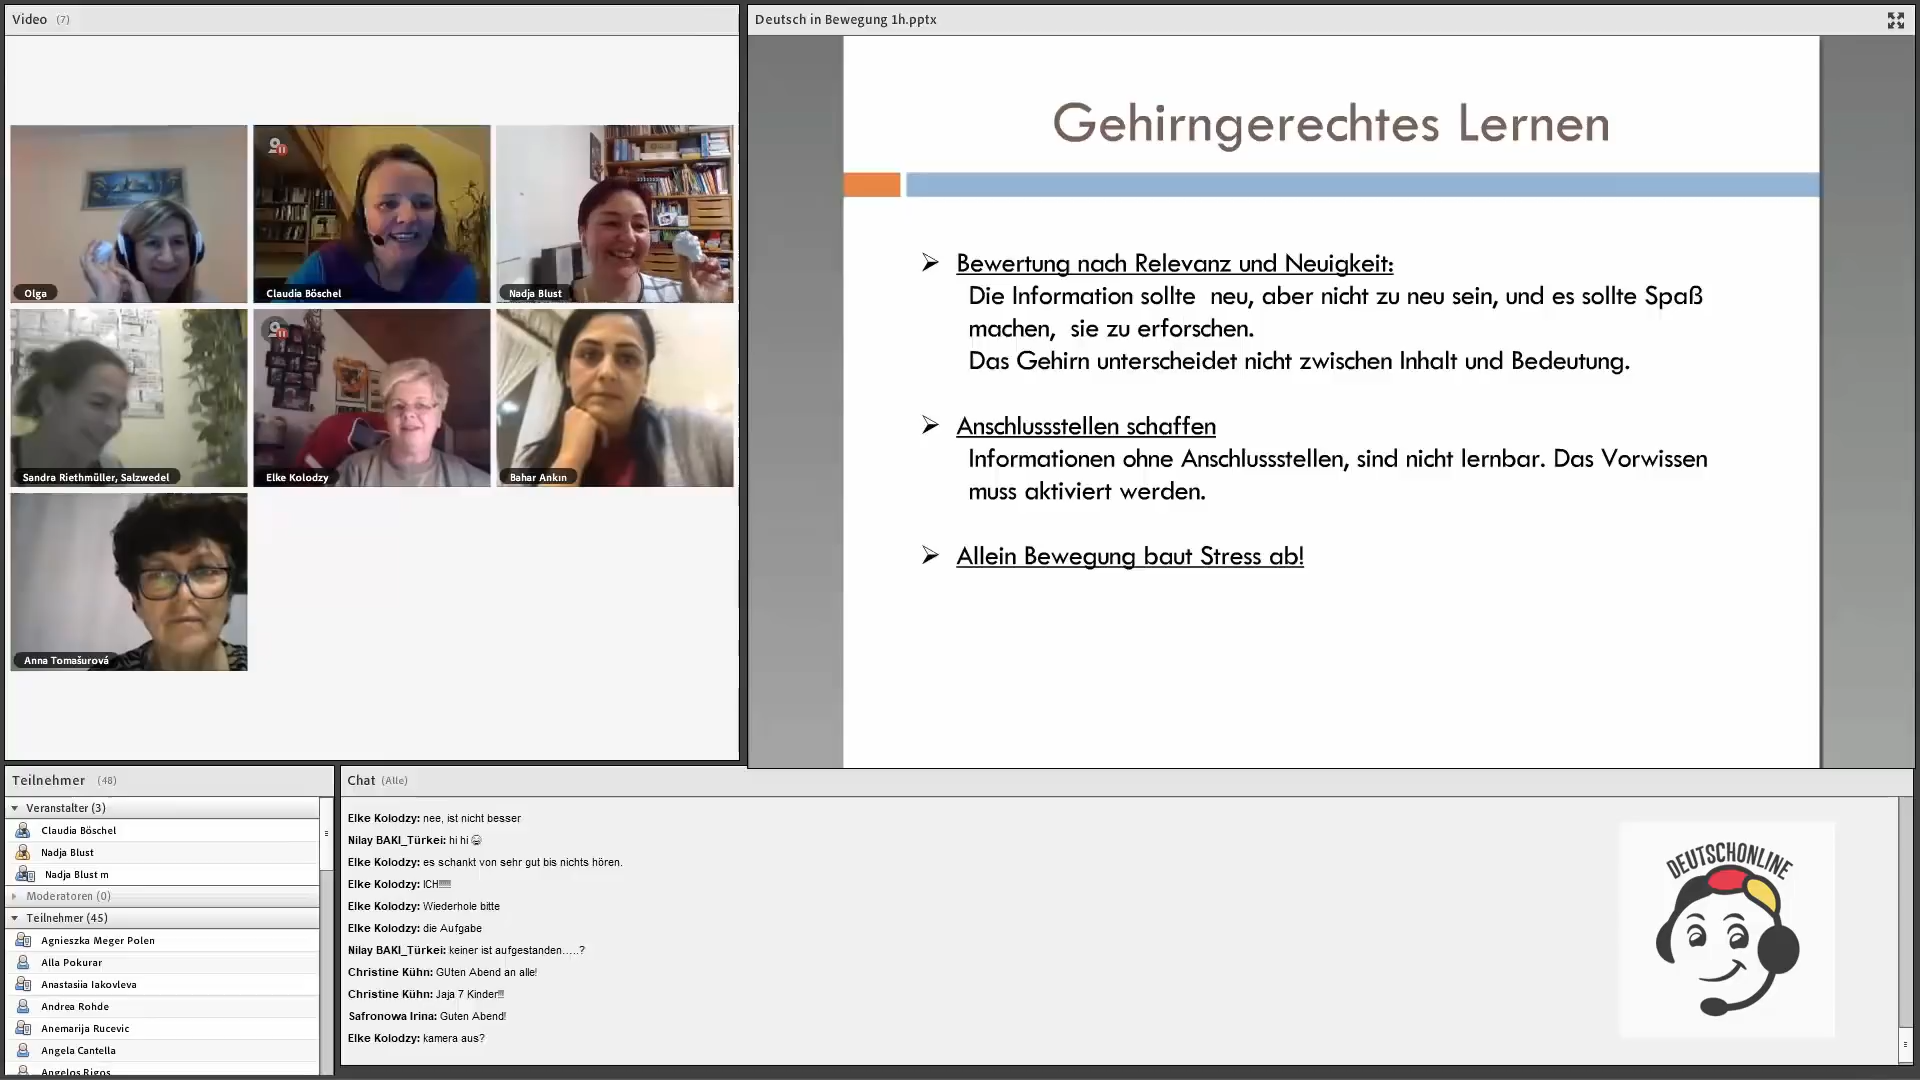 Video (7)
Olga
Claudia Böschel
Nadja Blust
Sandra Riethmüller, Salzwedel
Elke Kolodzy
Bahar Ankın
Anna Tomašurová
Deutsch in Bewegung 1h.pptx
Gehirngerechtes Lernen
Bewertung nach Relevanz und Neuigkeit:
Die Information sollte neu, aber nicht zu neu sein, und es sollte Spaß
machen, sie zu erforschen.
Das Gehirn unterscheidet nicht zwischen Inhalt und Bedeutung.
Anschlussstellen schaffen
Informationen ohne Anschlussstellen, sind nicht lernbar. Das Vorwissen
muss aktiviert werden.
Allein Bewegung baut Stress ab!
Teilnehmer (48)
Veranstalter (3)
Claudia Böschel
Nadja Blust
Nadja Blust m
Moderatoren (0)
Teilnehmer (45)
Agnieszka Meger Polen
Alla Pokurar
Anastasiia Iakovleva
Andrea Rohde
Anemarija Rucevic
Angela Cantella
Angelos Rigos
Chat (Alle)
Elke Kolodzy: nee, ist nicht besser
Nilay BAKI_Türkei: hi hi 😂
Elke Kolodzy: es schankt von sehr gut bis nichts hören.
Elke Kolodzy: ICH!!!!!!!
Elke Kolodzy: Wiederhole bitte
Elke Kolodzy: die Aufgabe
Nilay BAKI_Türkei: keiner ist aufgestanden.....?
Christine Kühn: GUten Abend an alle!
Christine Kühn: Jaja 7 Kinder!!!
Safronowa Irina: Guten Abend!
Elke Kolodzy: kamera aus?
DEUTSCHONLINE